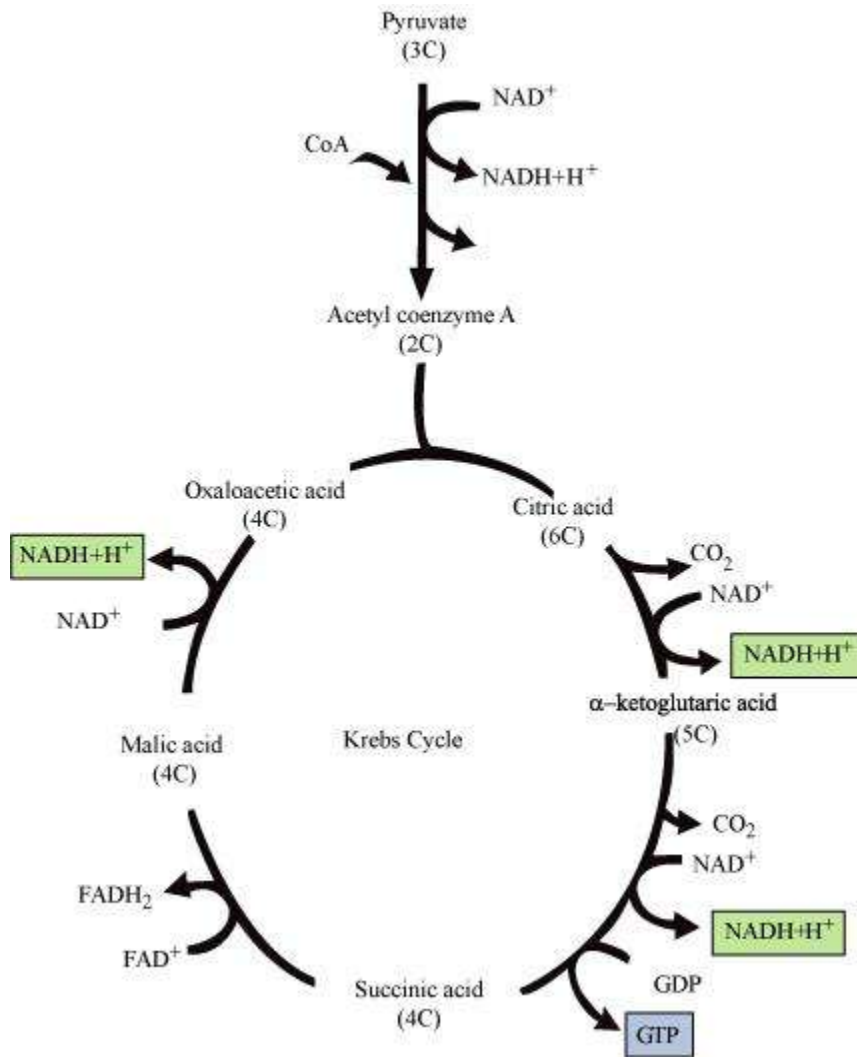 Pyruvate
(3C)
NAD⁺
CoA
NADH+H⁺
Acetyl coenzyme A
(2C)
Oxaloacetic acid
(4C)
Citric acid
(6C)
NADH+H⁺
NAD⁺
CO₂
NAD⁺
NADH+H⁺
α–ketoglutaric acid
(5C)
Malic acid
(4C)
Krebs Cycle
CO₂
NAD⁺
NADH+H⁺
FADH₂
FAD⁺
GDP
GTP
Succinic acid
(4C)